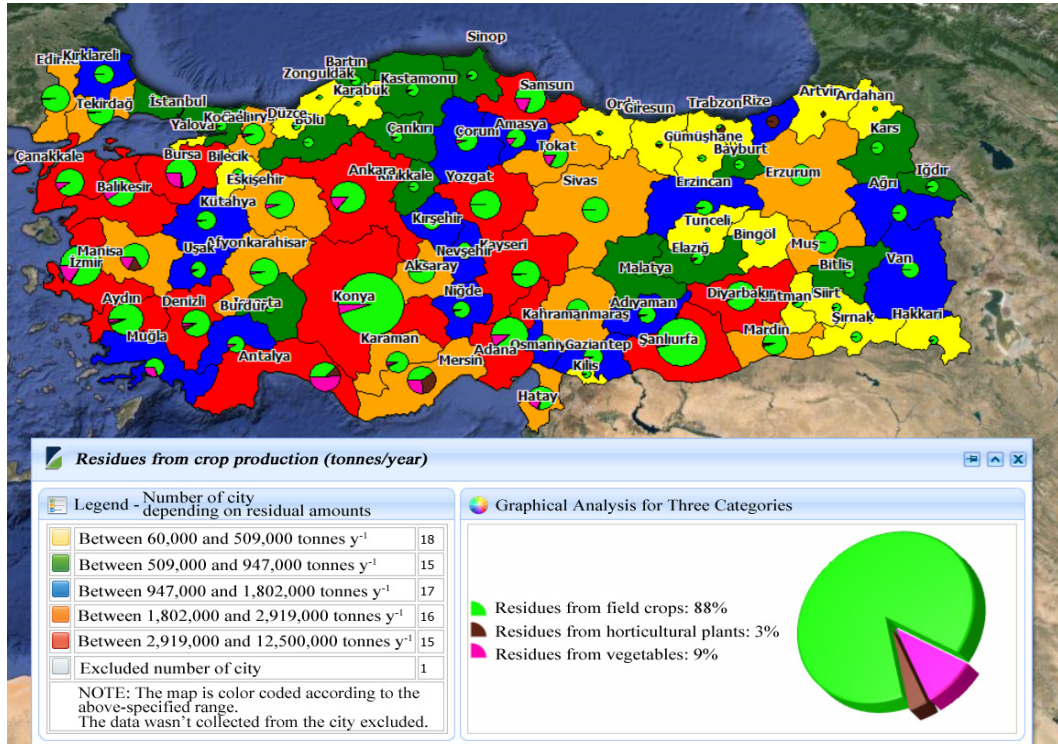 Sinop
Bartın
Zonguldak
Kastamonu
Karabük
Kırklareli
Tekirdağ
İstanbul
Yalova
Düzce
Bolu
Samsun
Giresun
Trabzon
Rize
Artvin
Ardahan
Çankırı
Çorum
Amasya
Tokat
Gümüşhane
Bayburt
Kars
Çanakkale
Bursa
Bilecik
Balıkesir
Eskişehir
Kütahya
Ankara
Kırıkkale
Yozgat
Sivas
Erzincan
Erzurum
Ağrı
Iğdır
Kırşehir
Tunceli
Bingöl
Muş
Manisa
İzmir
Uşak
Afyonkarahisar
Nevşehir
Kayseri
Aksaray
Elazığ
Malatya
Bitlis
Van
Aydın
Denizli
Burdur
Konya
Niğde
Adıyaman
Diyarbakır
Siirt
Muğla
Antalya
Karaman
Mersin
Adana
Kahramanmaraş
Gaziantep
Şanlıurfa
Mardin
Şırnak
Hakkari
Kilis
Hatay
Residues from crop production (tonnes/year)
Legend - Number of city
depending on residual amounts
Between 60,000 and 509,000 tonnes y⁻¹ 18
Between 509,000 and 947,000 tonnes y⁻¹ 15
Between 947,000 and 1,802,000 tonnes y⁻¹ 17
Between 1,802,000 and 2,919,000 tonnes y⁻¹ 16
Between 2,919,000 and 12,500,000 tonnes y⁻¹ 15
Excluded number of city 1
NOTE: The map is color coded according to the
above-specified range.
The data wasn't collected from the city excluded.
Graphical Analysis for Three Categories
Residues from field crops: 88%
Residues from horticultural plants: 3%
Residues from vegetables: 9%